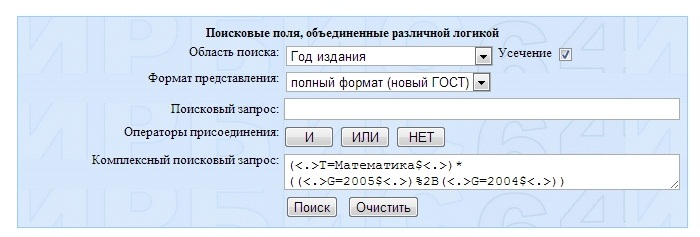 Поисковые поля, объединенные различной логикой
Область поиска: Год издания Усечение
Формат представления: полный формат (новый ГОСТ)
Поисковый запрос:
Операторы присоединения: И ИЛИ НЕТ
Комплексный поисковый запрос: (<.>T=Математика$<.>)*
((<.>G=2005$<.>)%2B(<.>G=2004$<.>))
Поиск Очистить